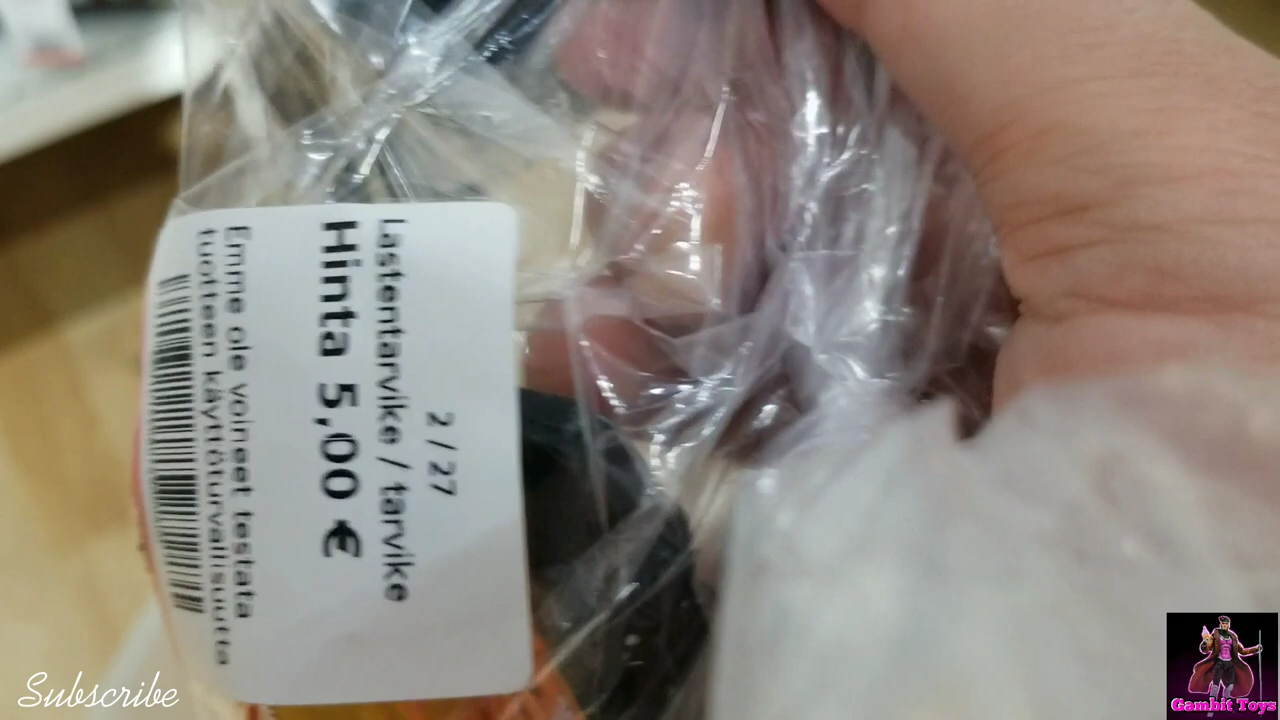 2 / 27
Lastentarvike / tarvike
Hinta 5,00 €
Emme ole voineet testata
tuotteen käyttöturvallisuutta
Subscribe
Gambit Toys